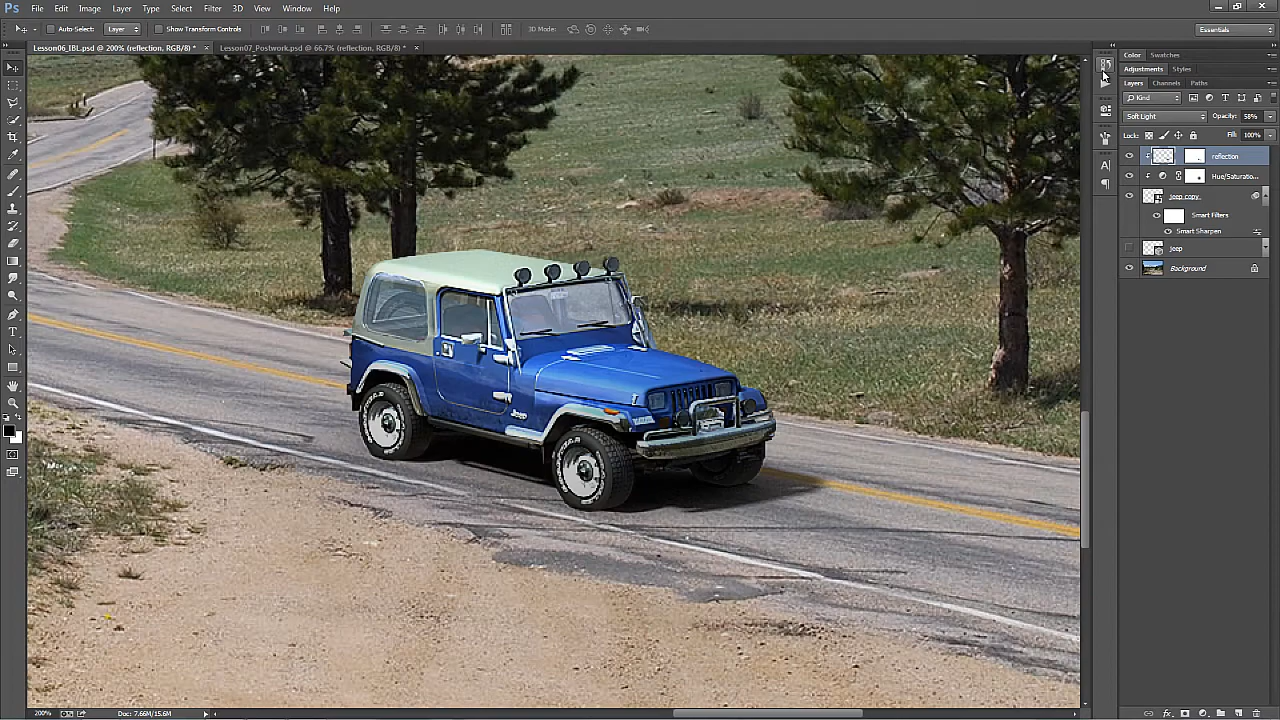 Ps File Edit Image Layer Type Select Filter 3D View Window Help
Auto-Select: Layer Show Transform Controls 3D Mode: Essentials
Lesson06_IBL.psd @ 200% (reflection, RGB/8) * × Lesson07_Postwork.psd @ 66.7% (reflection, RGB/8) * ×
Color Swatches
Adjustments Styles
Layers Channels Paths
Kind
Soft Light Opacity: 58%
Lock: Fill: 100%
reflection
Hue/Saturatio...
jeep copy
Smart Filters
Smart Sharpen
jeep
Background
Jeep
200% Doc: 7.66M/15.6M